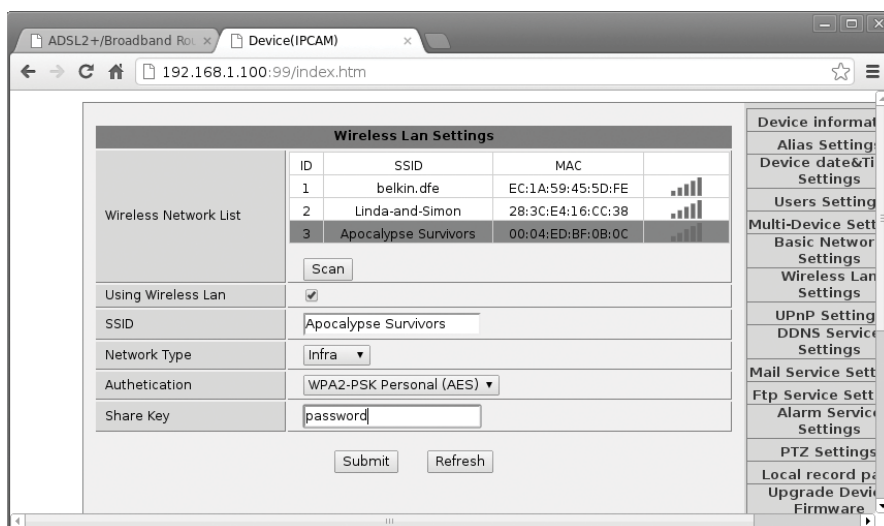 ADSL2+/Broadband Rou
Device(IPCAM)
192.168.1.100:99/index.htm
Wireless Lan Settings
Wireless Network List
ID SSID MAC
1 belkin.dfe EC:1A:59:45:5D:FE
2 Linda-and-Simon 28:3C:E4:16:CC:38
3 Apocalypse Survivors 00:04:ED:BF:0B:0C
Scan
Using Wireless Lan
SSID Apocalypse Survivors
Network Type Infra
Authetication WPA2-PSK Personal (AES)
Share Key password
Submit Refresh
Device informat
Alias Settings
Device date&Ti
Settings
Users Setting
Multi-Device Sett
Basic Networ
Settings
Wireless Lan
Settings
UPnP Setting
DDNS Service
Settings
Mail Service Sett
Ftp Service Sett
Alarm Service
Settings
PTZ Settings
Local record pa
Upgrade Devi
Firmware